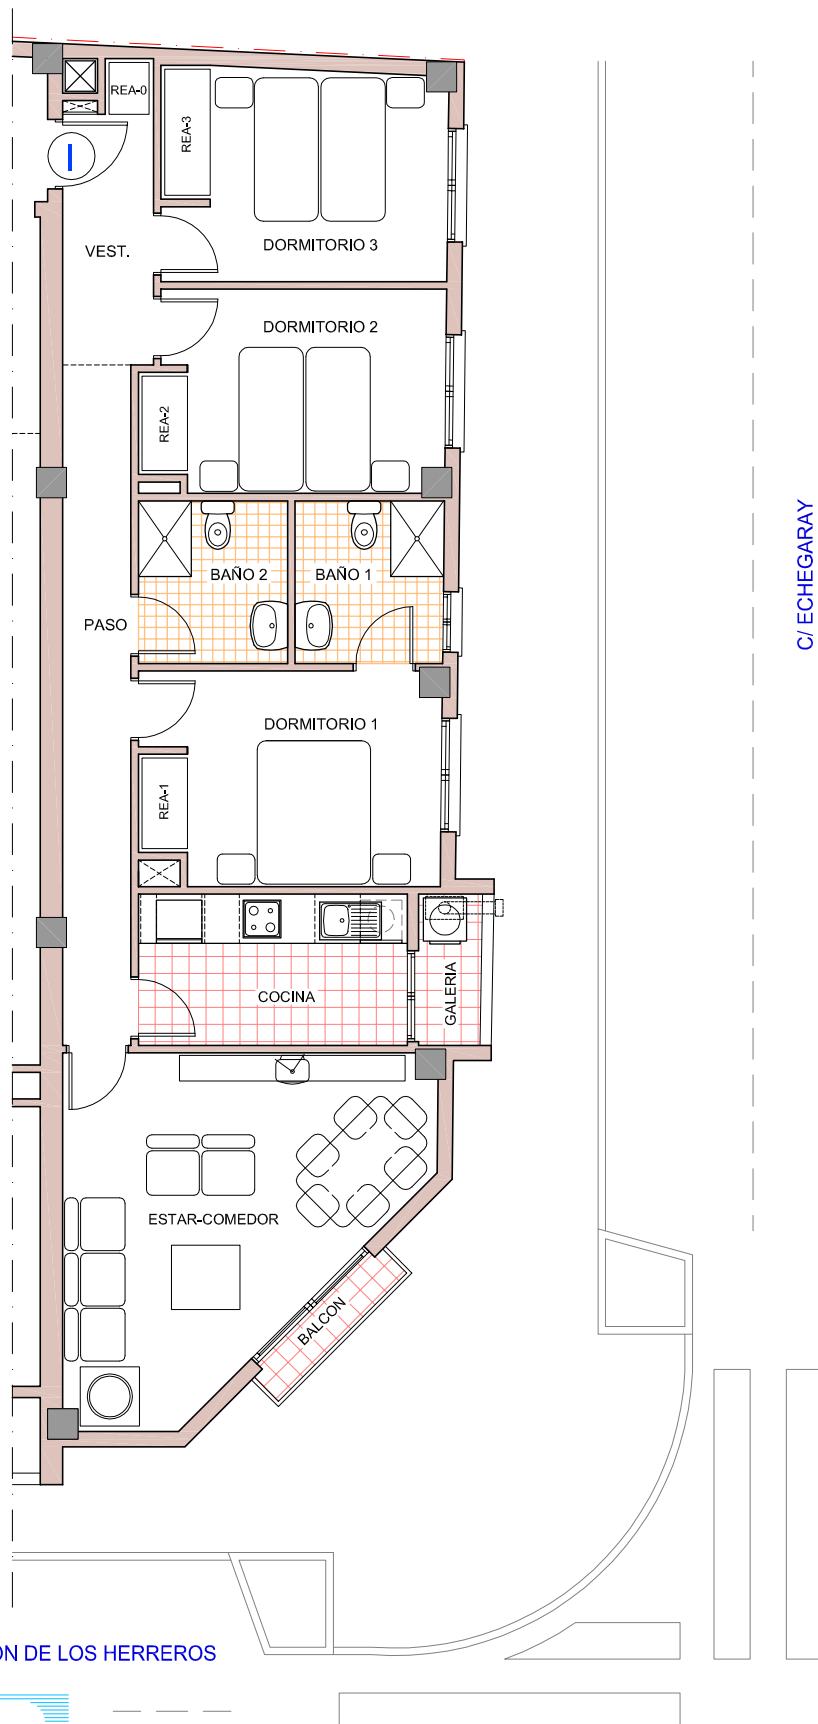 REA-0
REA-3
I
VEST.
DORMITORIO 3
DORMITORIO 2
REA-2
C/ ECHEGARAY
BAÑO 2
BAÑO 1
PASO
DORMITORIO 1
REA-1
GALERIA
COCINA
ESTAR-COMEDOR
BALCON
ON DE LOS HERREROS